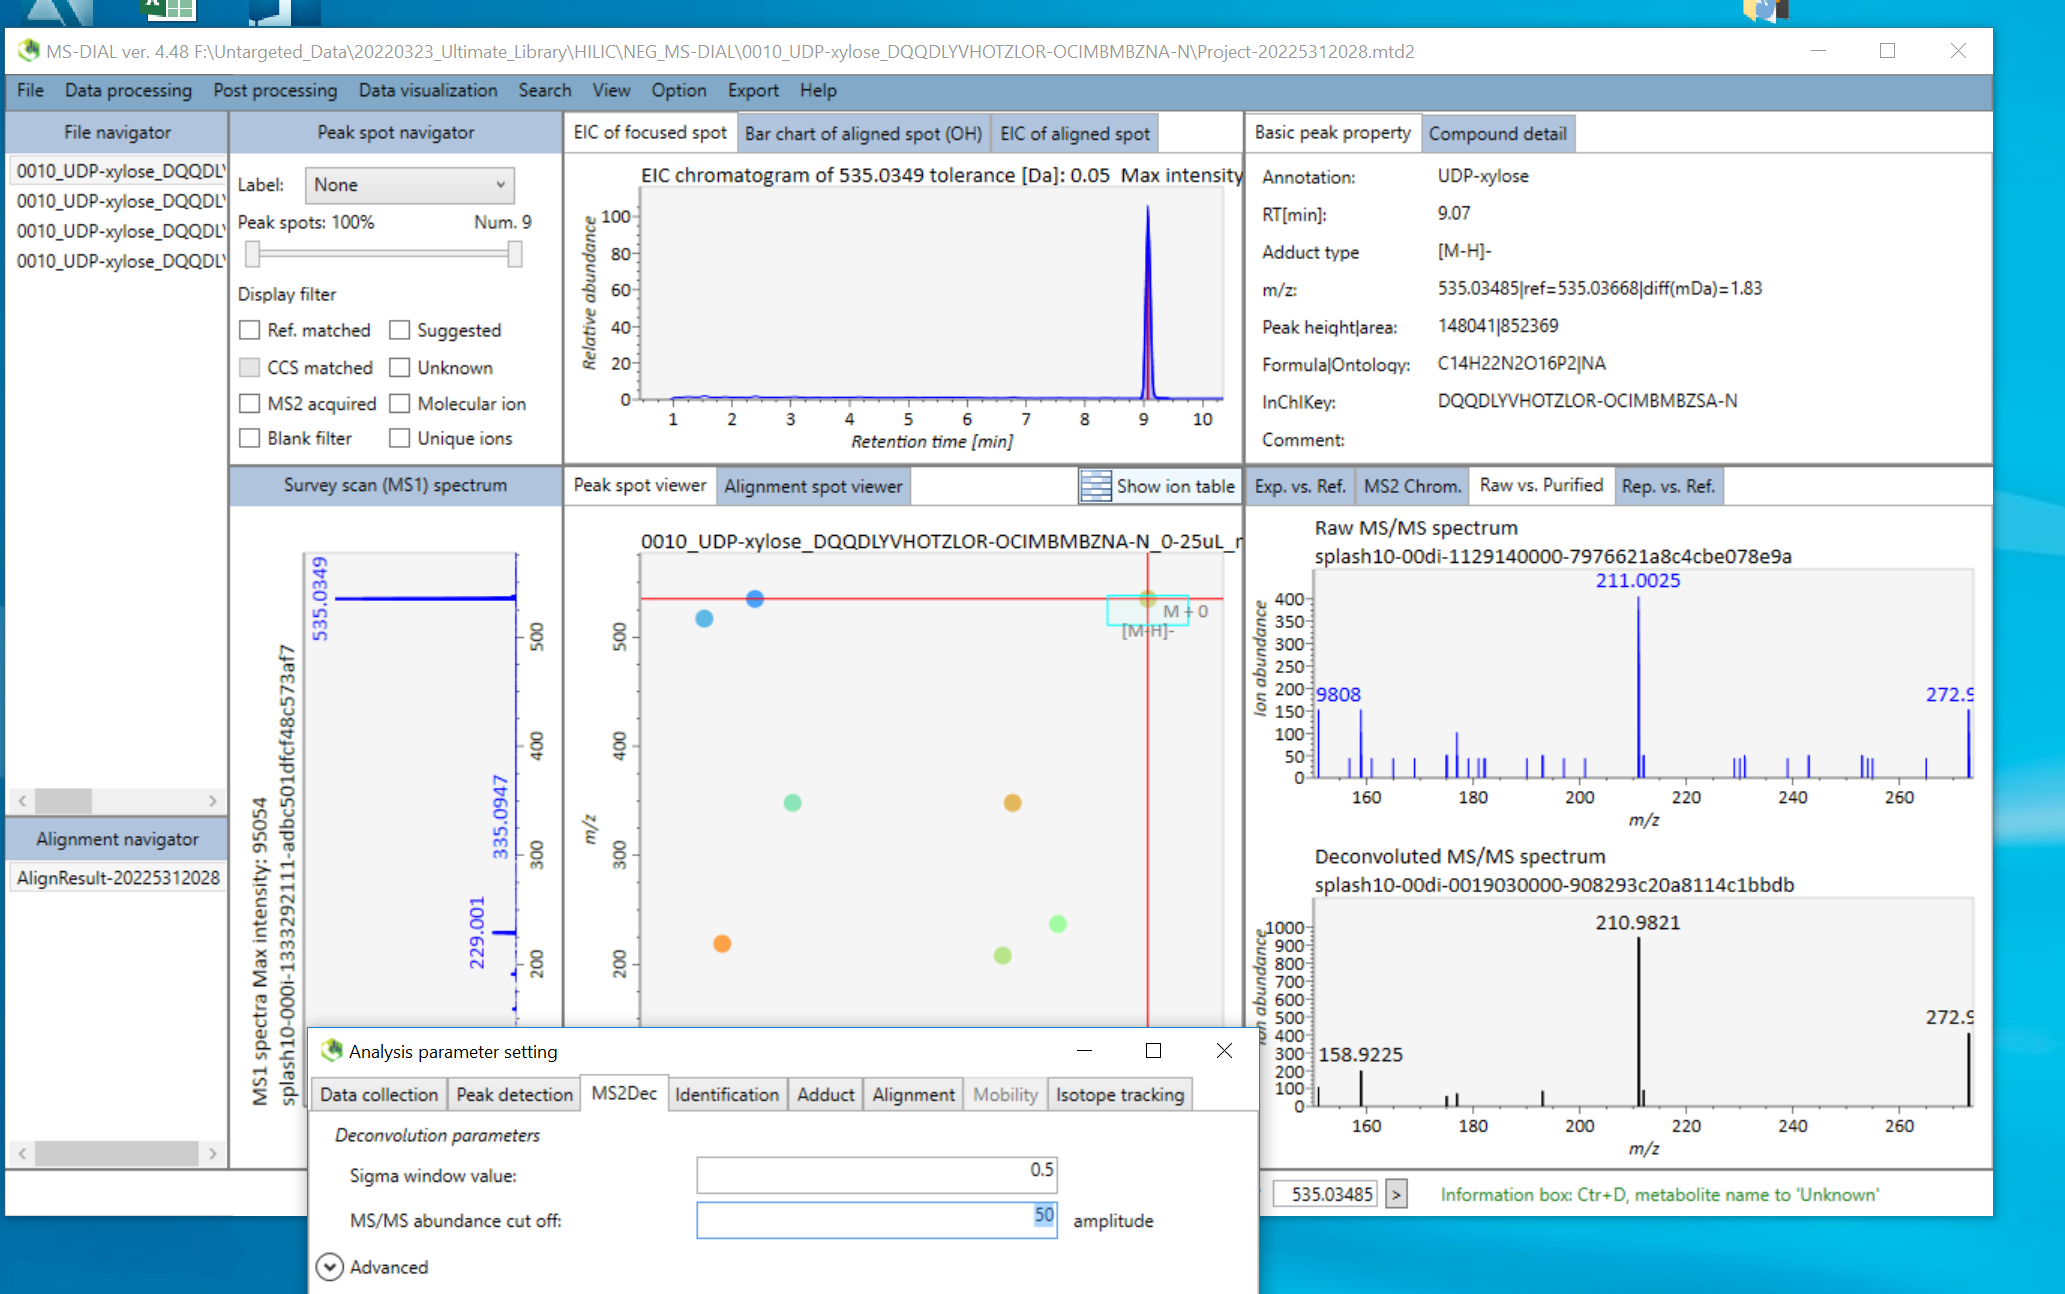 MS-DIAL ver. 4.48 F:\Untargeted_Data\20220323_Ultimate_Library\HILIC\NEG_MS-DIAL\0010_UDP-xylose_DQQDLYVHOTZLOR-OCIMBMBZNA-N\Project-20225312028.mtd2
File Data processing Post processing Data visualization Search View Option Export Help
File navigator
0010_UDP-xylose_DQQDLY
0010_UDP-xylose_DQQDLY
0010_UDP-xylose_DQQDLY
0010_UDP-xylose_DQQDLY
Alignment navigator
AlignResult-20225312028
Peak spot navigator
Label: None
Peak spots: 100% Num. 9
Display filter
Ref. matched Suggested
CCS matched Unknown
MS2 acquired Molecular ion
Blank filter Unique ions
Survey scan (MS1) spectrum
MS1 spectra Max intensity: 95054
splash10-000i-1333292111-adbc501dfcf48c573af7
535.0349
335.0947
229.001
500
400
300
200
EIC of focused spot Bar chart of aligned spot (OH) EIC of aligned spot
EIC chromatogram of 535.0349 tolerance [Da]: 0.05 Max intensity
Relative abundance
100
80
60
40
20
0
1 2 3 4 5 6 7 8 9 10
Retention time [min]
Peak spot viewer Alignment spot viewer Show ion table
0010_UDP-xylose_DQQDLYVHOTZLOR-OCIMBMBZNA-N_0-25uL_r
M + 0
[M-H]-
m/z
500
400
300
200
Basic peak property Compound detail
Annotation: UDP-xylose
RT[min]: 9.07
Adduct type [M-H]-
m/z: 535.03485|ref=535.03668|diff(mDa)=1.83
Peak height|area: 148041|852369
Formula|Ontology: C14H22N2O16P2|NA
InChIKey: DQQDLYVHOTZLOR-OCIMBMBZSA-N
Comment:
Exp. vs. Ref. MS2 Chrom. Raw vs. Purified Rep. vs. Ref.
Raw MS/MS spectrum
splash10-00di-1129140000-7976621a8c4cbe078e9a
211.0025
9808
272.9
Ion abundance
400
350
300
250
200
150
100
50
0
160 180 200 220 240 260
m/z
Deconvoluted MS/MS spectrum
splash10-00di-0019030000-908293c20a8114c1bbdb
210.9821
272.9
158.9225
abundance
1000
900
800
700
600
500
400
300
200
100
0
160 180 200 220 240 260
m/z
535.03485 > Information box: Ctr+D, metabolite name to 'Unknown'
Analysis parameter setting
Data collection Peak detection MS2Dec Identification Adduct Alignment Mobility Isotope tracking
Deconvolution parameters
Sigma window value: 0.5
MS/MS abundance cut off: 50 amplitude
Advanced